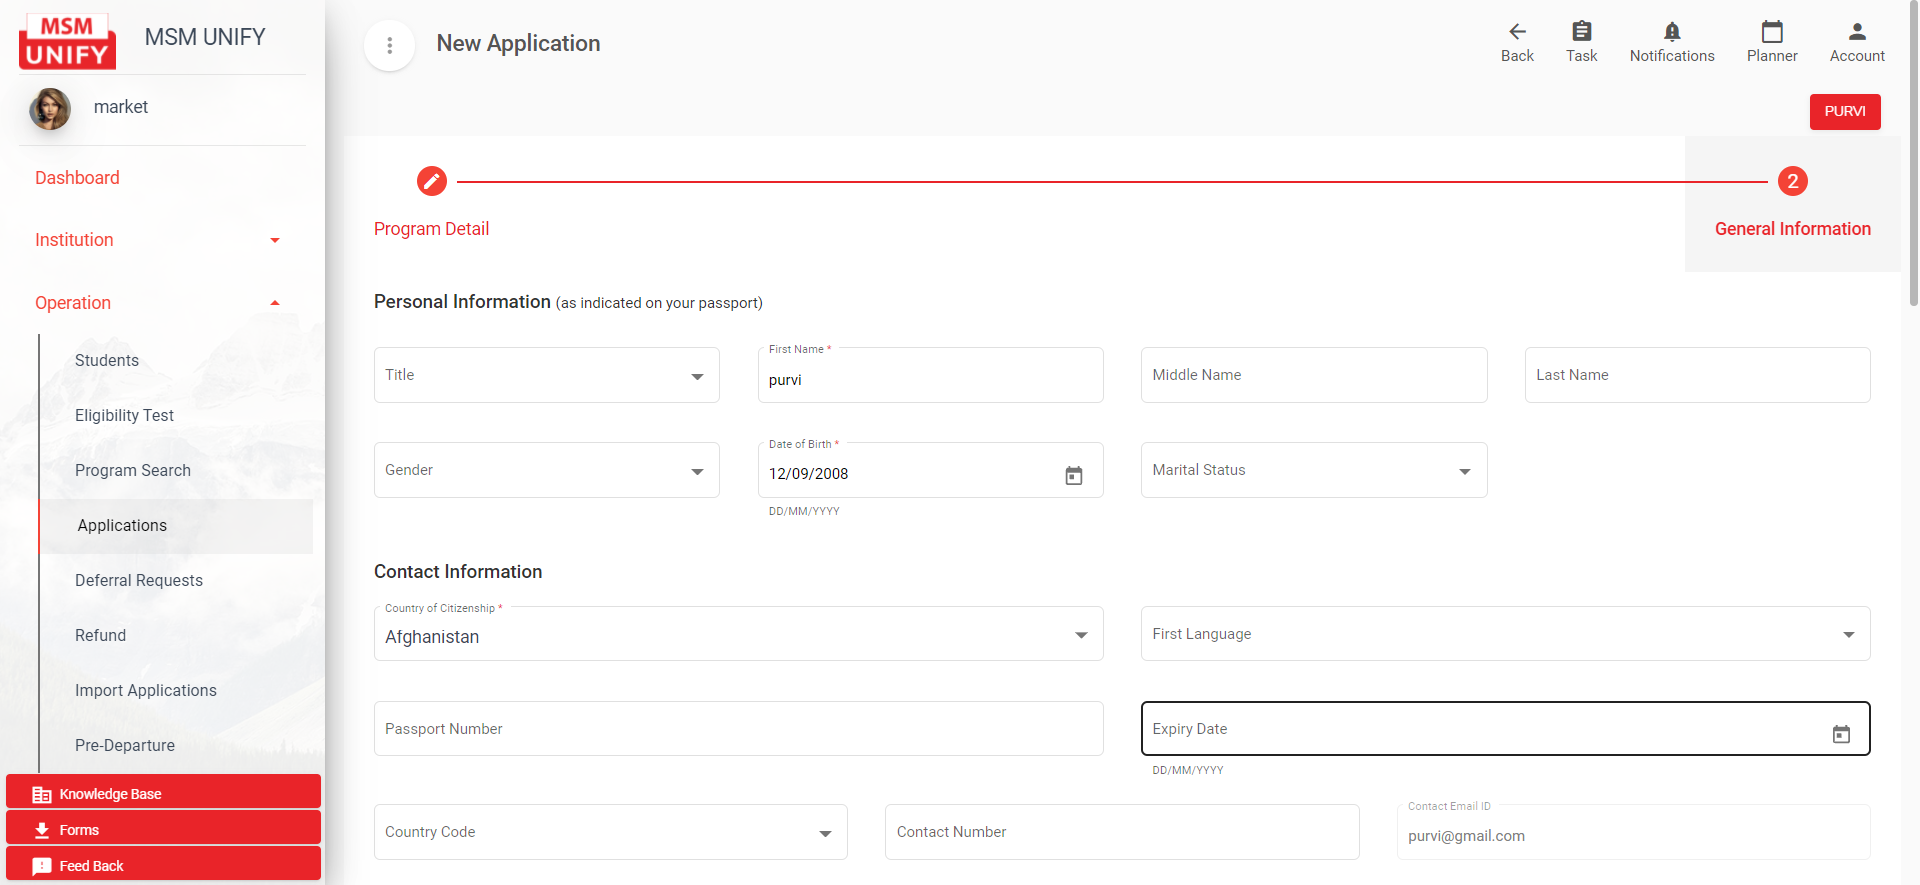 MSM
UNIFY
MSM UNIFY
market
Dashboard
Institution
Operation
Students
Eligibility Test
Program Search
Applications
Deferral Requests
Refund
Import Applications
Pre-Departure
Knowledge Base
Forms
Feed Back
New Application
Back
Task
Notifications
Planner
Account
PURVI
2
Program Detail
General Information
Personal Information (as indicated on your passport)
Title
First Name *
purvi
Middle Name
Last Name
Gender
Date of Birth *
12/09/2008
DD/MM/YYYY
Marital Status
Contact Information
Country of Citizenship *
Afghanistan
First Language
Passport Number
Expiry Date
DD/MM/YYYY
Country Code
Contact Number
Contact Email ID
purvi@gmail.com